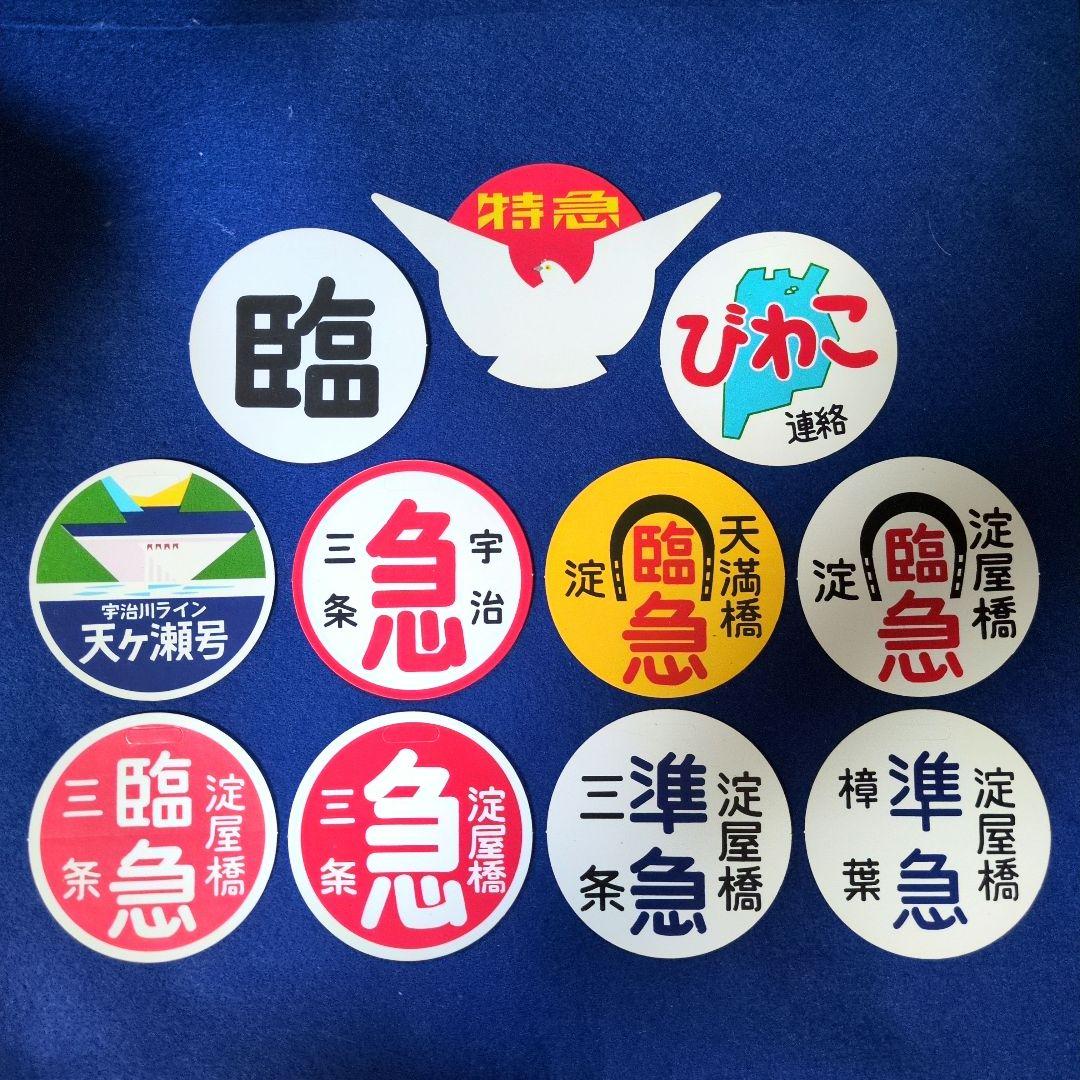 特急
臨
びわこ
連絡
宇治川ライン
天ヶ瀬号
三条
急
宇治
淀
臨急
天満橋
淀
臨急
淀屋橋
三条
臨急
淀屋橋
三条
急
淀屋橋
三条
準急
淀屋橋
樟葉
準急
淀屋橋